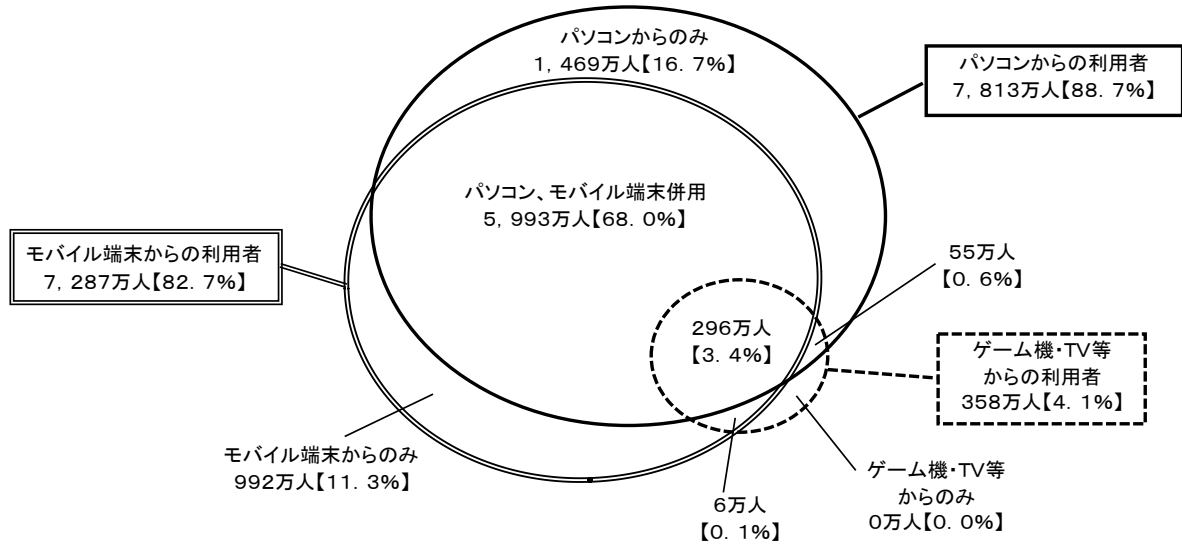 パソコンからのみ
1,469万人【16.7%】
パソコンからの利用者
7,813万人【88.7%】
パソコン、モバイル端末併用
5,993万人【68.0%】
モバイル端末からの利用者
7,287万人【82.7%】
55万人
【0.6%】
296万人
【3.4%】
ゲーム機・TV等
からの利用者
358万人【4.1%】
モバイル端末からのみ
992万人【11.3%】
ゲーム機・TV等
からのみ
0万人【0.0%】
6万人
【0.1%】